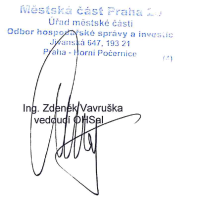 Městská část Praha 20
Úřad městské části
Odbor hospodářské správy a investic
Jívanská 647, 193 21
Praha - Horní Počernice
Ing. Zdeněk Vavruška
vedoucí OHSaI